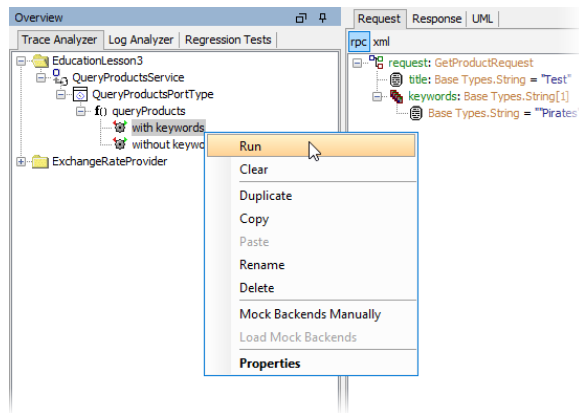 Overview
Trace Analyzer Log Analyzer Regression Tests
EducationLesson3
QueryProductsService
QueryProductsPortType
f() queryProducts
with keywords
without keywo
ExchangeRateProvider
Run
Clear
Duplicate
Copy
Paste
Rename
Delete
Mock Backends Manually
Load Mock Backends
Properties
Request Response UML
rpc xml
request: GetProductRequest
title: Base Types.String = "Test"
keywords: Base Types.String[1]
Base Types.String = ""Pirates"